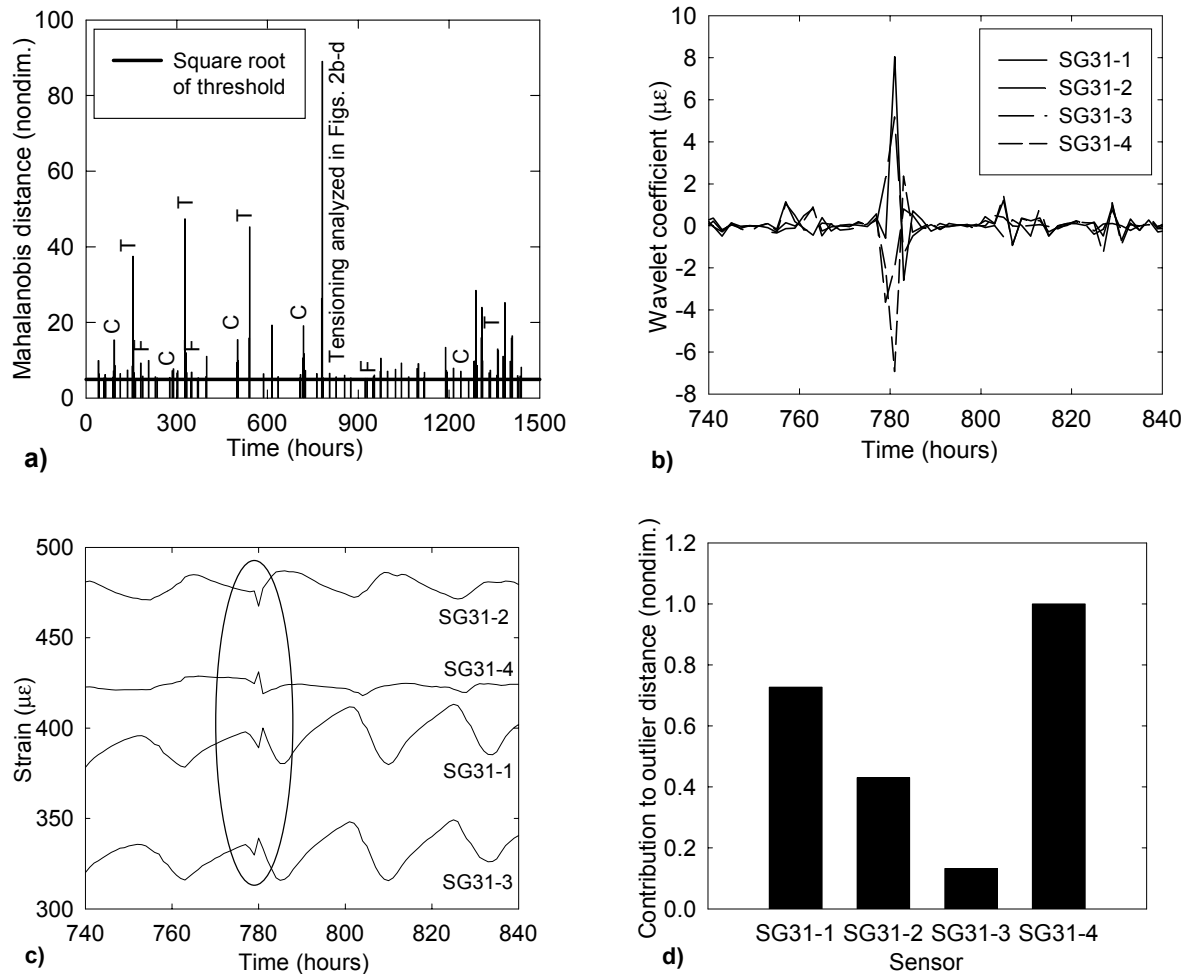 Mahalanobis distance (nondim.)
100
80
60
40
20
0
Square root
of threshold
C
T
F
C
T
F
C
T
C
Tensioning analyzed in Figs. 2b-d
F
C
T
0 300 600 900 1200 1500
Time (hours)
a)
Wavelet coefficient (με)
10
8
6
4
2
0
-2
-4
-6
-8
SG31-1
SG31-2
SG31-3
SG31-4
740 760 780 800 820 840
Time (hours)
b)
Strain (με)
500
450
400
350
300
SG31-2
SG31-4
SG31-1
SG31-3
740 760 780 800 820 840
Time (hours)
c)
Contribution to outlier distance (nondim.)
1.2
1.0
0.8
0.6
0.4
0.2
0.0
SG31-1 SG31-2 SG31-3 SG31-4
Sensor
d)